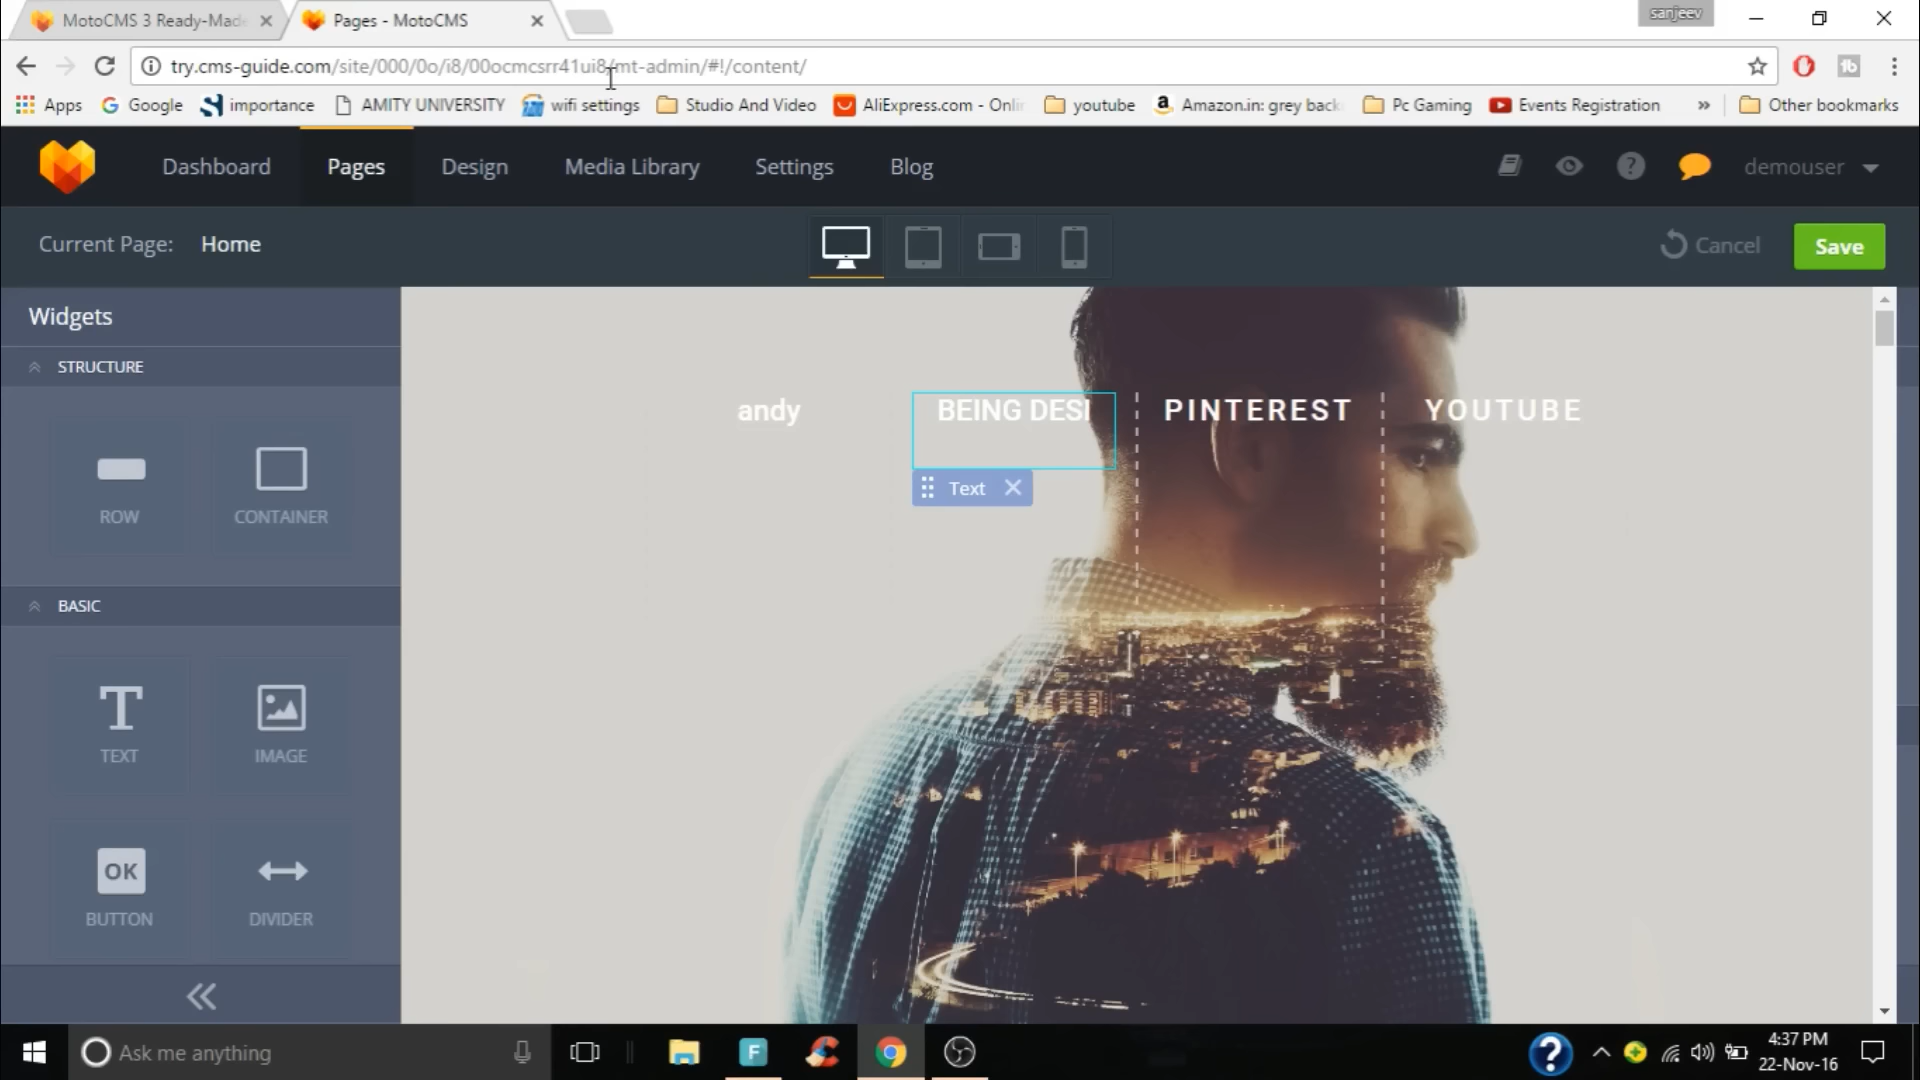 MotoCMS 3 Ready-Made
Pages - MotoCMS
sanjeev
try.cms-guide.com/site/000/0o/i8/00ocmcsrr41ui8/mt-admin/#!/content/
Apps
Google
importance
AMITY UNIVERSITY
wifi settings
Studio And Video
AliExpress.com - Onli
youtube
Amazon.in: grey back
Pc Gaming
Events Registration
»
Other bookmarks
Dashboard
Pages
Design
Media Library
Settings
Blog
demouser
Current Page: Home
Cancel
Save
Widgets
STRUCTURE
ROW
CONTAINER
BASIC
T
TEXT
IMAGE
OK
BUTTON
DIVIDER
andy
BEING DESI
PINTEREST
YOUTUBE
Text
Ask me anything
F
4:37 PM
22-Nov-16